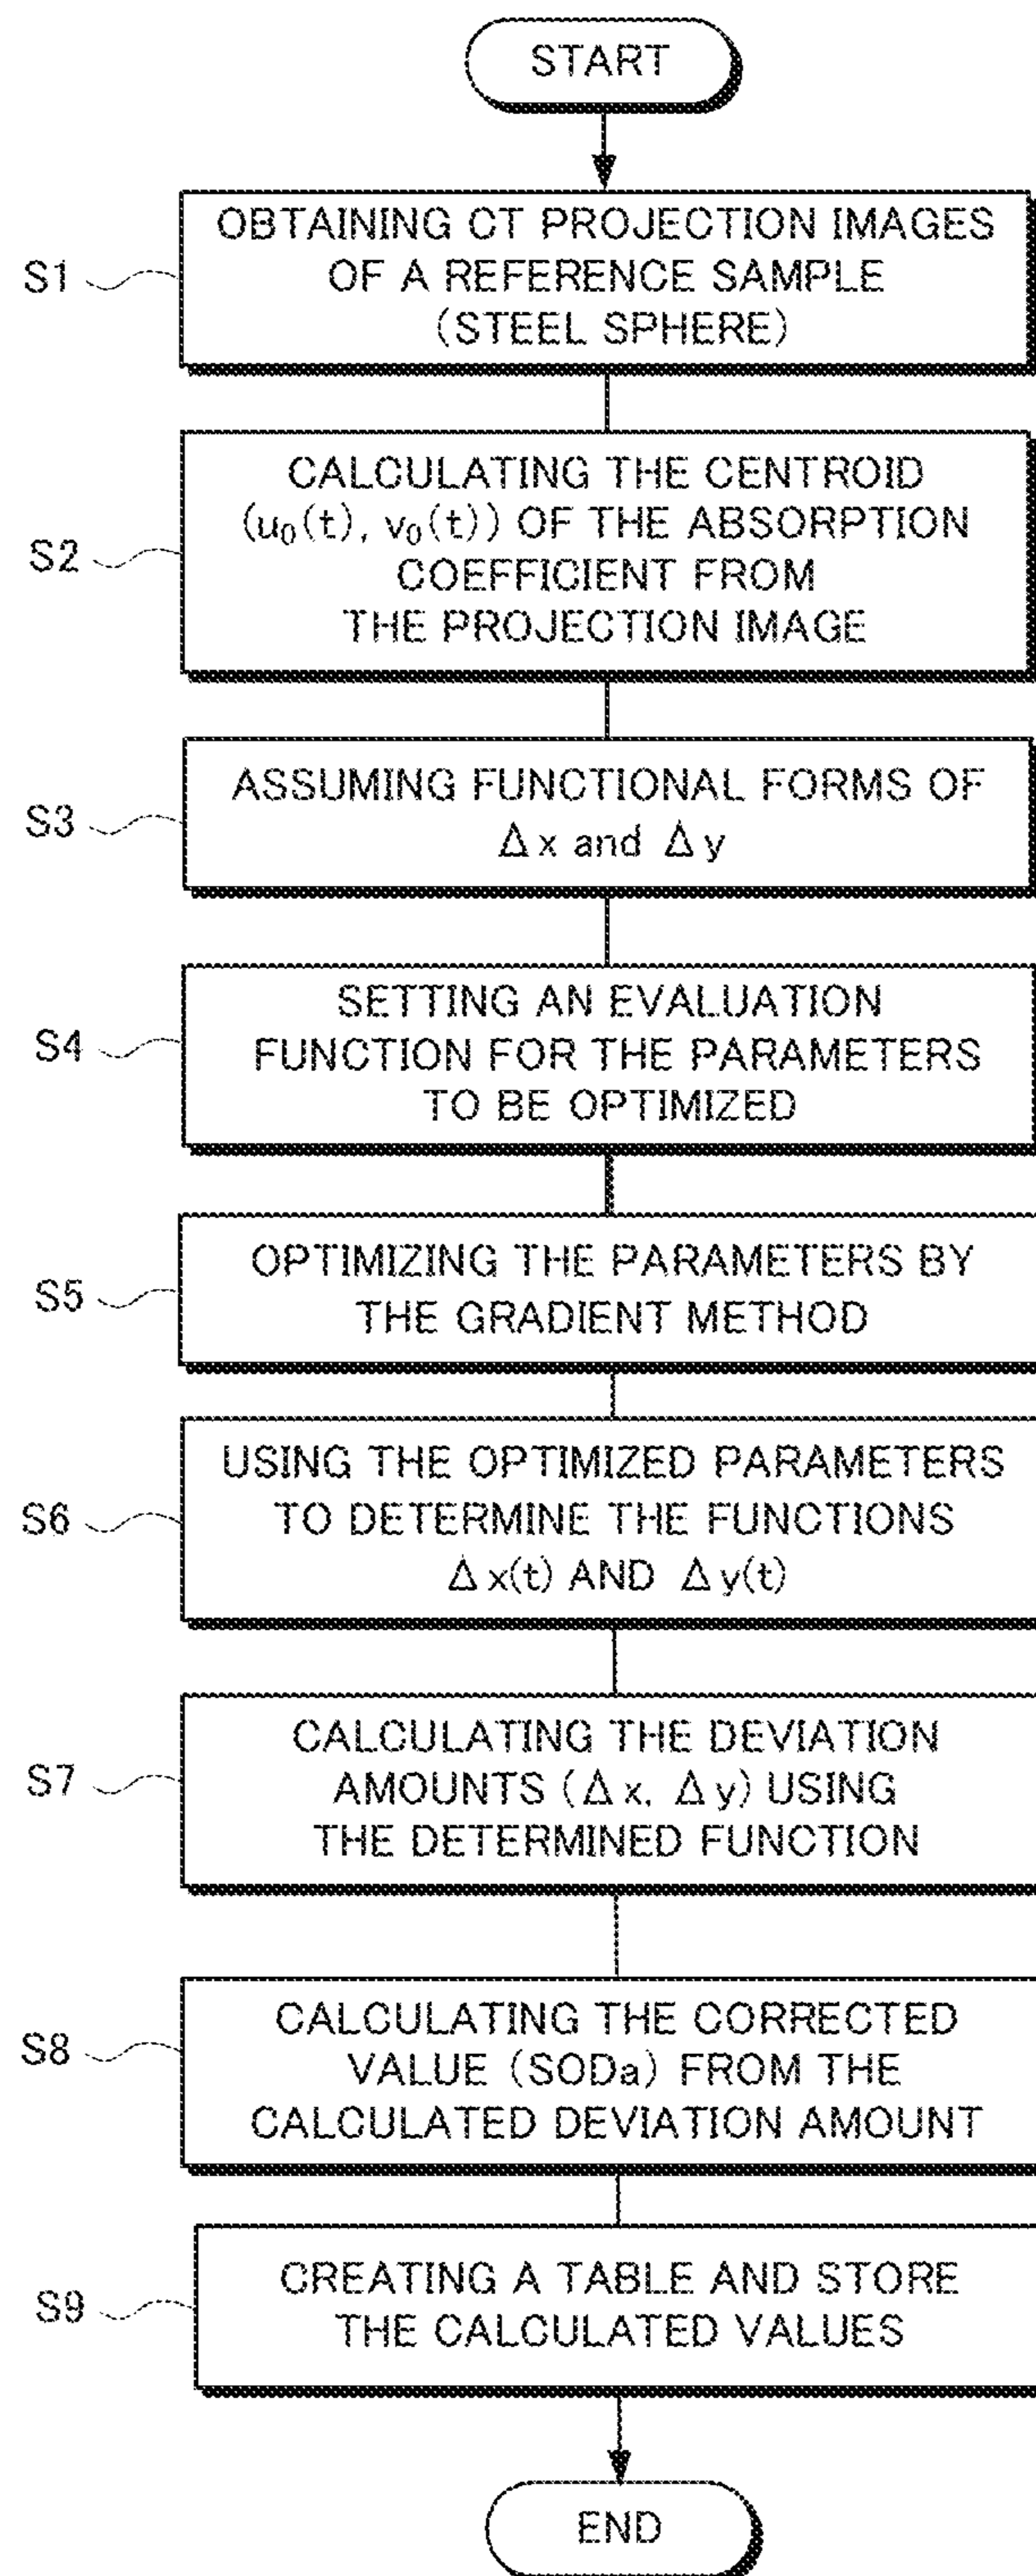 START
S1
OBTAINING CT PROJECTION IMAGES
OF A REFERENCE SAMPLE
(STEEL SPHERE)
S2
CALCULATING THE CENTROID
(u₀(t), v₀(t)) OF THE ABSORPTION
COEFFICIENT FROM
THE PROJECTION IMAGE
S3
ASSUMING FUNCTIONAL FORMS OF
Δx and Δy
S4
SETTING AN EVALUATION
FUNCTION FOR THE PARAMETERS
TO BE OPTIMIZED
S5
OPTIMIZING THE PARAMETERS BY
THE GRADIENT METHOD
S6
USING THE OPTIMIZED PARAMETERS
TO DETERMINE THE FUNCTIONS
Δx(t) AND Δy(t)
S7
CALCULATING THE DEVIATION
AMOUNTS (Δx, Δy) USING
THE DETERMINED FUNCTION
S8
CALCULATING THE CORRECTED
VALUE (SODa) FROM THE
CALCULATED DEVIATION AMOUNT
S9
CREATING A TABLE AND STORE
THE CALCULATED VALUES
END